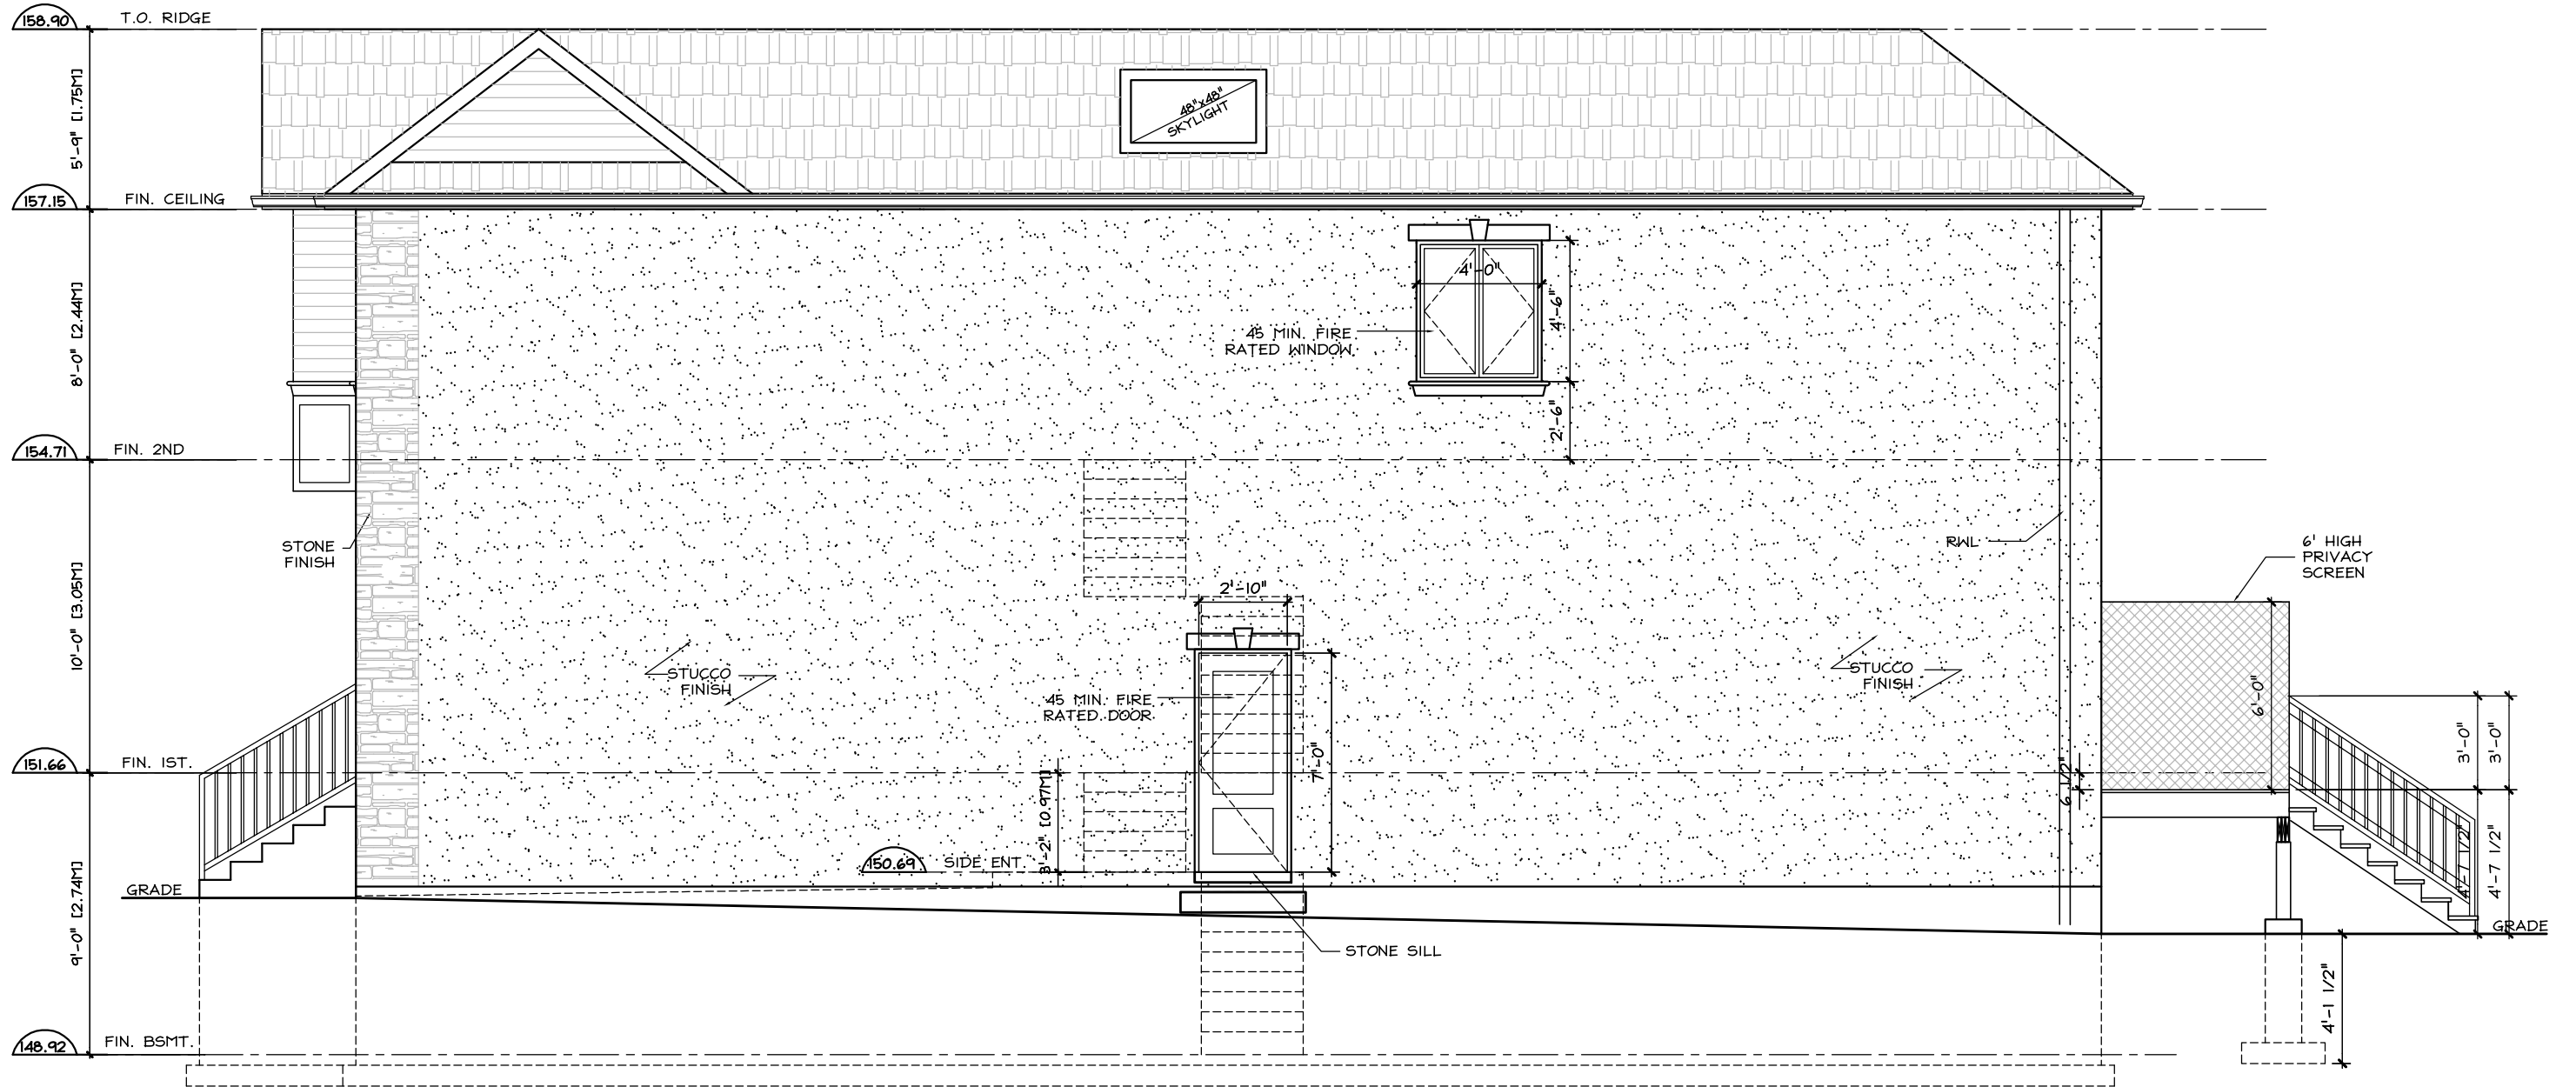 158.90 T.O. RIDGE
5'-9" [1.75M]
48"x48"
SKYLIGHT
157.15 FIN. CEILING
8'-0" [2.44M]
4'-0"
4'-6"
45 MIN. FIRE
RATED WINDOW
2'-6"
154.71 FIN. 2ND
10'-0" [3.05M]
STONE
FINISH
RWL
6' HIGH
PRIVACY
SCREEN
2'-10"
STUCCO
FINISH
45 MIN. FIRE
RATED DOOR
7'-0"
STUCCO
FINISH
6'-0"
3'-0"
3'-0"
151.66 FIN. 1ST.
6 1/2"
3'-2" [0.97M]
150.69 SIDE ENT.
4'-7 1/2"
4'-7 1/2"
GRADE
9'-0" [2.74M]
GRADE
STONE SILL
4'-1 1/2"
148.92 FIN. BSMT.